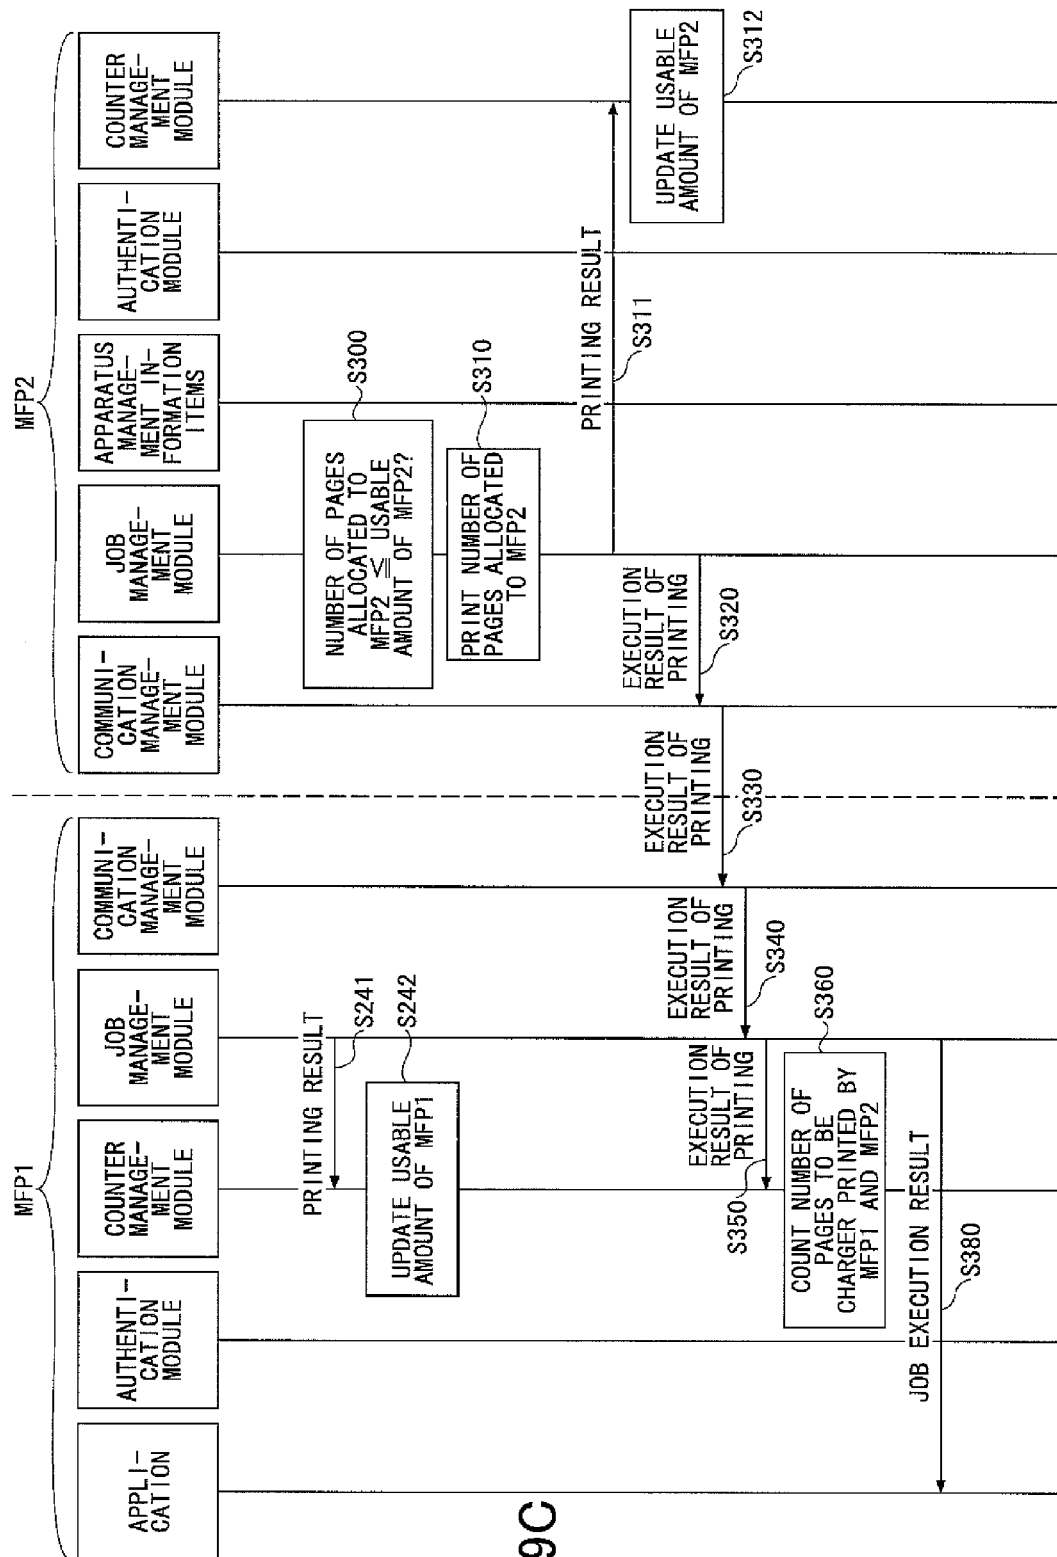 MFP1
MFP2
APPLI-
CATION
AUTHENTI-
CATION
MODULE
COUNTER
MANAGE-
MENT
MODULE
JOB
MANAGE-
MENT
MODULE
COMMUNI-
CATION
MANAGE-
MENT
MODULE
COMMUNI-
CATION
MANAGE-
MENT
MODULE
JOB
MANAGE-
MENT
MODULE
APPARATUS
MANAGE-
MENT IN-
FORMATION
ITEMS
AUTHENTI-
CATION
MODULE
COUNTER
MANAGE-
MENT
MODULE
PRINTING RESULT
S241
UPDATE USABLE
AMOUNT OF MFP1
S242
NUMBER OF PAGES
ALLOCATED TO
MFP2 ≦ USABLE
AMOUNT OF MFP2?
S300
PRINT NUMBER OF
PAGES ALLOCATED
TO MFP2
S310
PRINTING RESULT
S311
UPDATE USABLE
AMOUNT OF MFP2
S312
EXECUTION
RESULT OF
PRINTING
S320
EXECUTION
RESULT OF
PRINTING
S330
EXECUTION
RESULT OF
PRINTING
S340
EXECUTION
RESULT OF
PRINTING
S350
COUNT NUMBER OF
PAGES TO BE
CHARGER PRINTED BY
MFP1 AND MFP2
S360
JOB EXECUTION RESULT
S380
9C